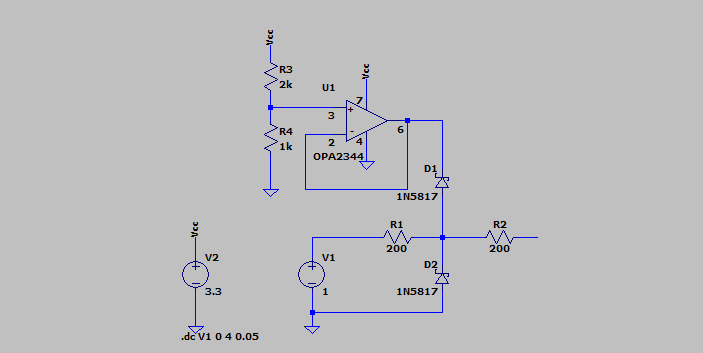 Vcc
R3
2k
U1
Vcc
7
3
+
6
R4
1k
2
-
4
OPA2344
D1
1N5817
Vcc
R1
200
R2
200
V2
+
3.3
V1
+
1
D2
1N5817
.dc V1 0 4 0.05